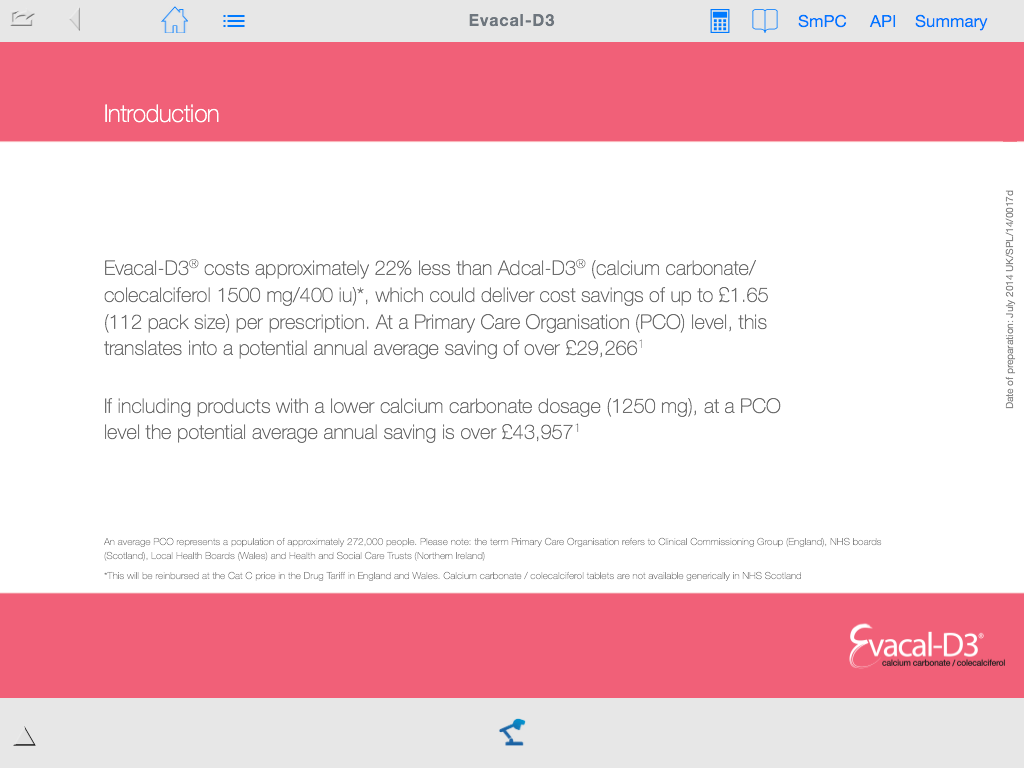 Evacal-D3
SmPC API Summary
Introduction
Evacal-D3® costs approximately 22% less than Adcal-D3® (calcium carbonate/
colecalciferol 1500 mg/400 iu)*, which could deliver cost savings of up to £1.65
(112 pack size) per prescription. At a Primary Care Organisation (PCO) level, this
translates into a potential annual average saving of over £29,266¹
If including products with a lower calcium carbonate dosage (1250 mg), at a PCO
level the potential average annual saving is over £43,957¹
An average PCO represents a population of approximately 272,000 people. Please note: the term Primary Care Organisation refers to Clinical Commissioning Group (England), NHS boards
(Scotland), Local Health Boards (Wales) and Health and Social Care Trusts (Northern Ireland)
*This will be reinbursed at the Cat C price in the Drug Tariff in England and Wales. Calcium carbonate / colecalciferol tablets are not available generically in NHS Scotland
Date of preparation: July 2014 UK/SPL/14/0017d
Evacal-D3®
calcium carbonate / colecalciferol